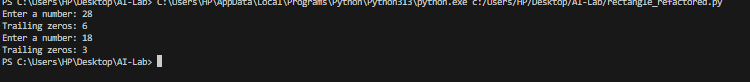 PS C:\Users\HP\Desktop\AI-Lab> C:\Users\HP\AppData\Local\Programs\Python\Python313\python.exe c:/Users/HP/Desktop/AI-Lab/rectangle_refactored.py
Enter a number: 28
Trailing zeros: 6
Enter a number: 18
Trailing zeros: 3
PS C:\Users\HP\Desktop\AI-Lab>